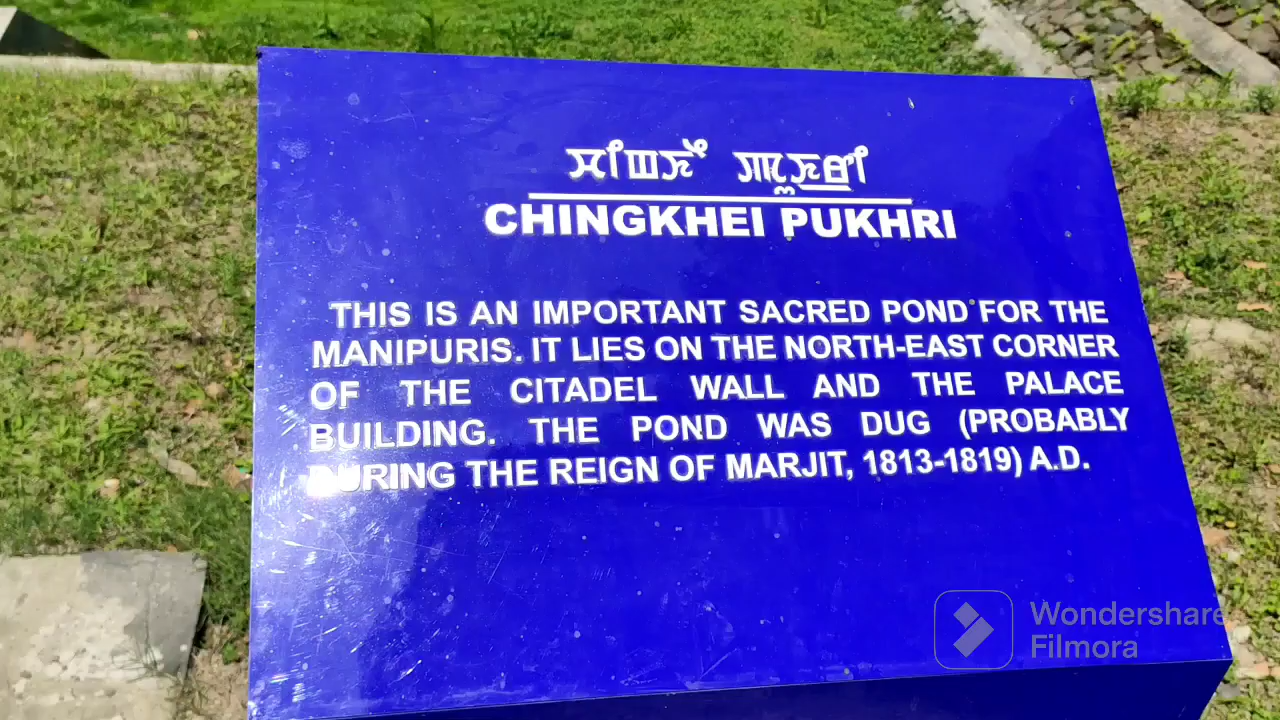 ꯆꯤꯡꯈꯩ ꯄꯨꯈ꯭ꯔꯤ
CHINGKHEI PUKHRI
THIS IS AN IMPORTANT SACRED POND FOR THE
MANIPURIS. IT LIES ON THE NORTH-EAST CORNER
OF THE CITADEL WALL AND THE PALACE
BUILDING. THE POND WAS DUG (PROBABLY
DURING THE REIGN OF MARJIT, 1813-1819) A.D.
Wondershare
Filmora